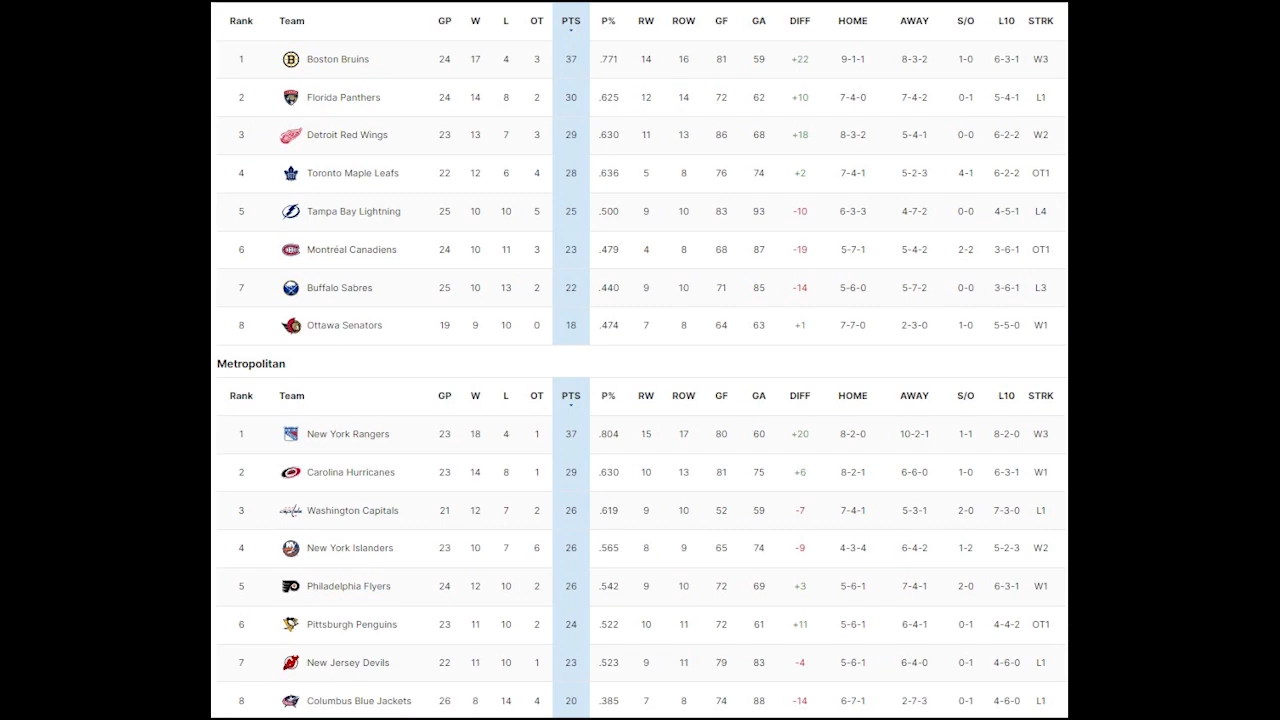 Rank Team GP W L OT PTS P% RW ROW GF GA DIFF HOME AWAY S/O L10 STRK
1 Boston Bruins 24 17 4 3 37 .771 14 16 81 59 +22 9-1-1 8-3-2 1-0 6-3-1 W3
2 Florida Panthers 24 14 8 2 30 .625 12 14 72 62 +10 7-4-0 7-4-2 0-1 5-4-1 L1
3 Detroit Red Wings 23 13 7 3 29 .630 11 13 86 68 +18 8-3-2 5-4-1 0-0 6-2-2 W2
4 Toronto Maple Leafs 22 12 6 4 28 .636 5 8 76 74 +2 7-4-1 5-2-3 4-1 6-2-2 OT1
5 Tampa Bay Lightning 25 10 10 5 25 .500 9 10 83 93 -10 6-3-3 4-7-2 0-0 4-5-1 L4
6 Montréal Canadiens 24 10 11 3 23 .479 4 8 68 87 -19 5-7-1 5-4-2 2-2 3-6-1 OT1
7 Buffalo Sabres 25 10 13 2 22 .440 9 10 71 85 -14 5-6-0 5-7-2 0-0 3-6-1 L3
8 Ottawa Senators 19 9 10 0 18 .474 7 8 64 63 +1 7-7-0 2-3-0 1-0 5-5-0 W1
Metropolitan
Rank Team GP W L OT PTS P% RW ROW GF GA DIFF HOME AWAY S/O L10 STRK
1 New York Rangers 23 18 4 1 37 .804 15 17 80 60 +20 8-2-0 10-2-1 1-1 8-2-0 W3
2 Carolina Hurricanes 23 14 8 1 29 .630 10 13 81 75 +6 8-2-1 6-6-0 1-0 6-3-1 W1
3 Washington Capitals 21 12 7 2 26 .619 9 10 52 59 -7 7-4-1 5-3-1 2-0 7-3-0 L1
4 New York Islanders 23 10 7 6 26 .565 8 9 65 74 -9 4-3-4 6-4-2 1-2 5-2-3 W2
5 Philadelphia Flyers 24 12 10 2 26 .542 9 10 72 69 +3 5-6-1 7-4-1 2-0 6-3-1 W1
6 Pittsburgh Penguins 23 11 10 2 24 .522 10 11 72 61 +11 5-6-1 6-4-1 0-1 4-4-2 OT1
7 New Jersey Devils 22 11 10 1 23 .523 9 11 79 83 -4 5-6-1 6-4-0 0-1 4-6-0 L1
8 Columbus Blue Jackets 26 8 14 4 20 .385 7 8 74 88 -14 6-7-1 2-7-3 0-1 4-6-0 L1